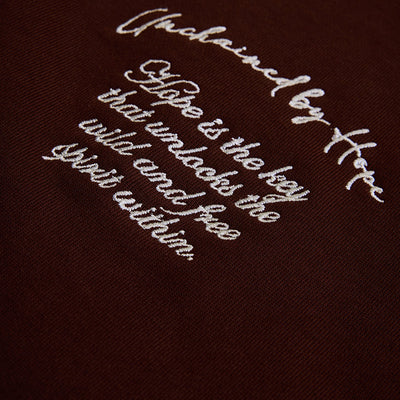 Unchained by Hope
Hope is the key
that unlocks the
wild and free
spirit within.